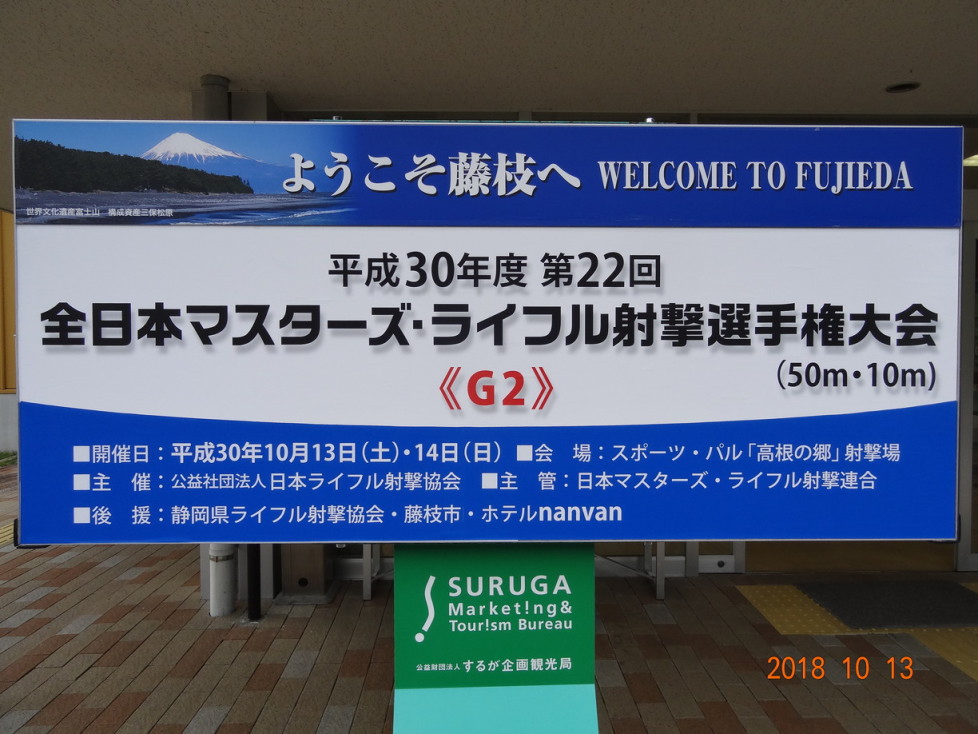 ようこそ藤枝へ WELCOME TO FUJIEDA
世界文化遺産富士山 構成資産三保松原
平成30年度 第22回
全日本マスターズ・ライフル射撃選手権大会
《G2》
(50m・10m)
■開催日：平成30年10月13日(土)・14日(日) ■会 場：スポーツ・パル「高根の郷」射撃場
■主 催：公益社団法人日本ライフル射撃協会 ■主 管：日本マスターズ・ライフル射撃連合
■後 援：静岡県ライフル射撃協会・藤枝市・ホテルnanvan
SURUGA
Market!ng&
Tour!sm Bureau
公益財団法人 するが企画観光局
2018 10 13